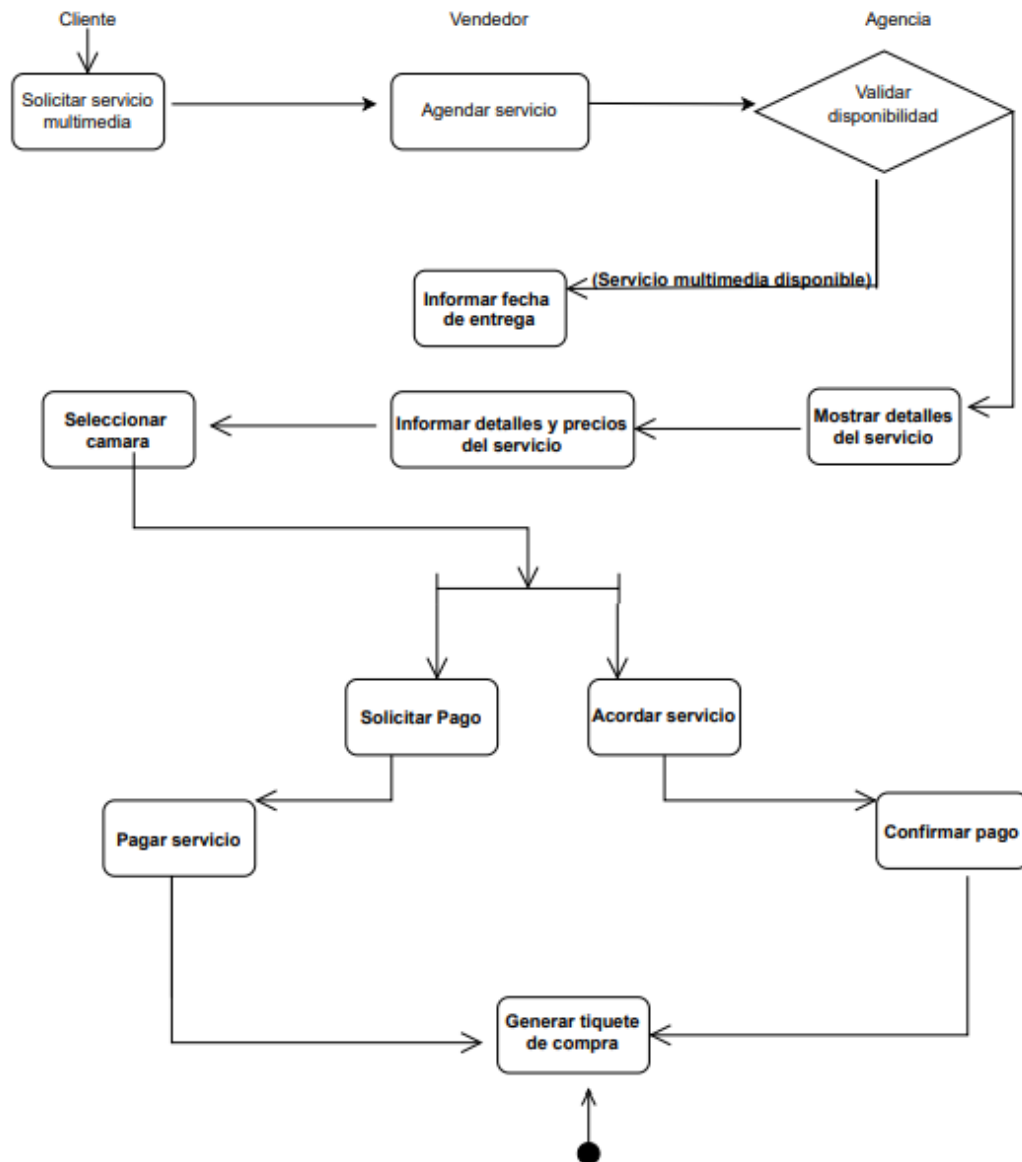 Cliente
Vendedor
Agencia
Solicitar servicio
multimedia
Agendar servicio
Validar
disponibilidad
(Servicio multimedia disponible)
Informar fecha
de entrega
Seleccionar
camara
Informar detalles y precios
del servicio
Mostrar detalles
del servicio
Solicitar Pago
Acordar servicio
Pagar servicio
Confirmar pago
Generar tiquete
de compra